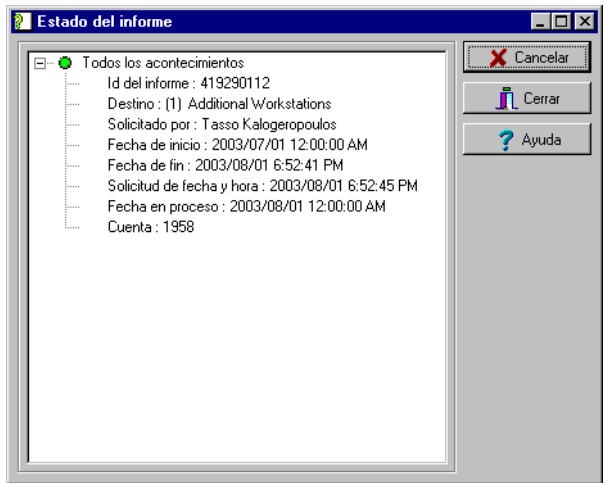 Estado del informe
Todos los acontecimientos
Id del informe : 419290112
Destino : (1) Additional Workstations
Solicitado por : Tasso Kalogeropoulos
Fecha de inicio : 2003/07/01 12:00:00 AM
Fecha de fin : 2003/08/01 6:52:41 PM
Solicitud de fecha y hora : 2003/08/01 6:52:45 PM
Fecha en proceso : 2003/08/01 12:00:00 AM
Cuenta : 1958
Cancelar
Cerrar
Ayuda